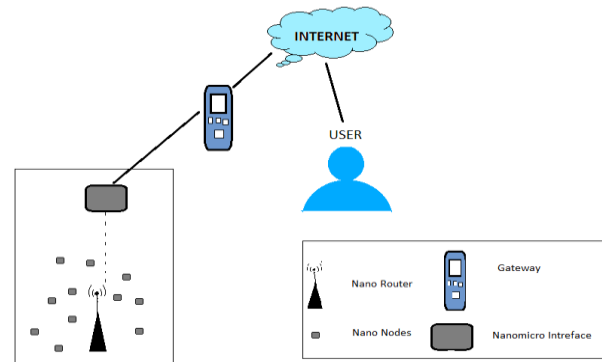 INTERNET
USER
Nano Router
Gateway
Nano Nodes
Nanomicro Intreface